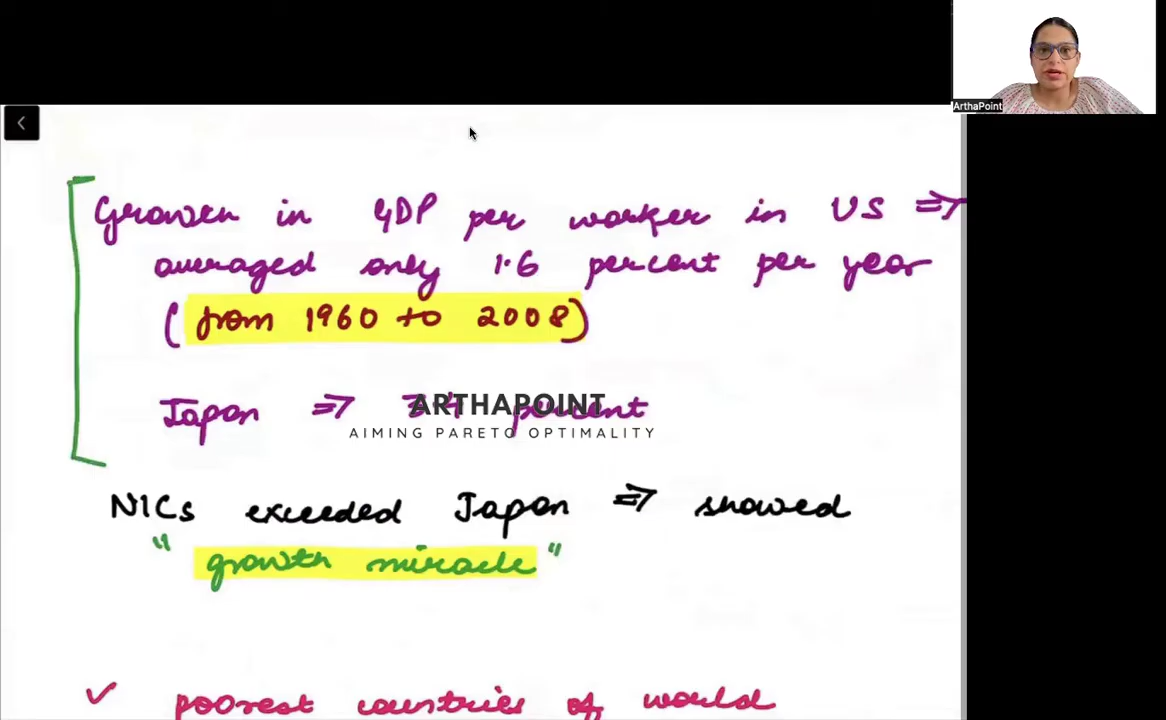 ArthaPoint
Growth in GDP per worker in US ⇒
averaged only 1.6 percent per year
(from 1960 to 2008)
Japan ⇒ percent
ARTHAPOINT
AIMING PARETO OPTIMALITY
NICs exceeded Japan ⇒ showed
"growth miracle"
✓ poorest countries of world